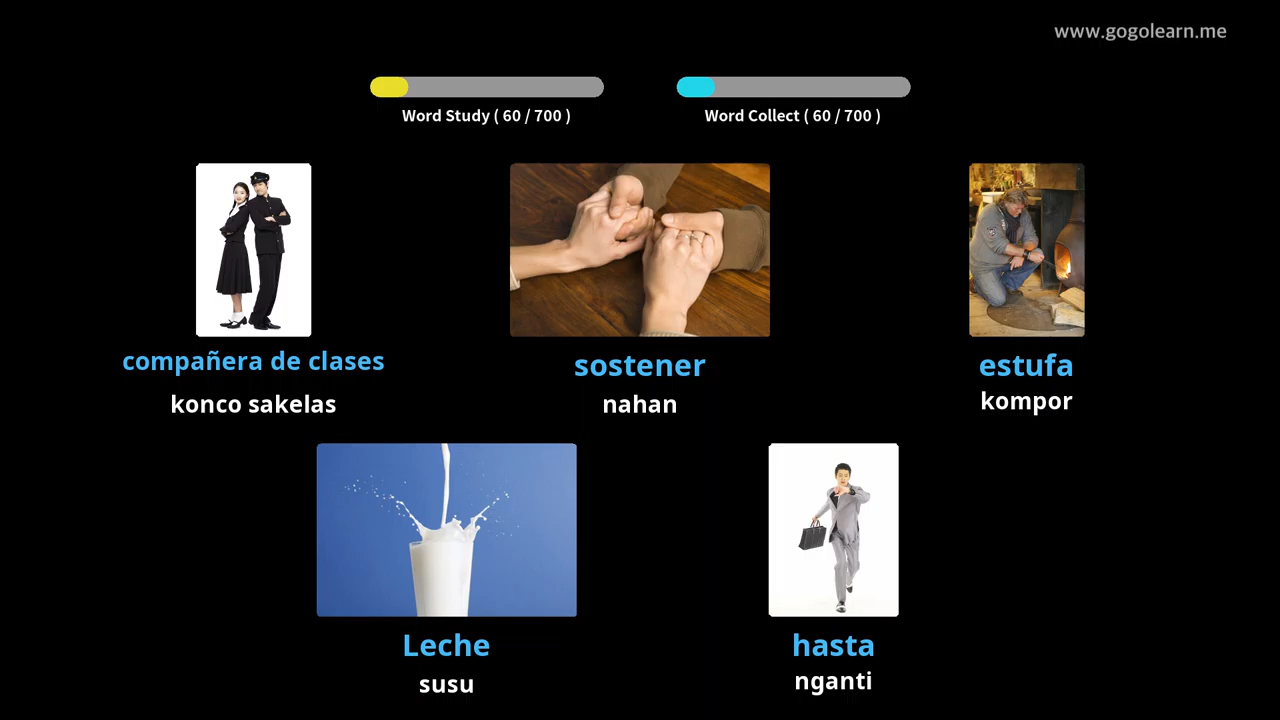 www.gogolearn.me
Word Study ( 60 / 700 )
Word Collect ( 60 / 700 )
compañera de clases
konco sakelas
sostener
nahan
estufa
kompor
Leche
susu
hasta
nganti